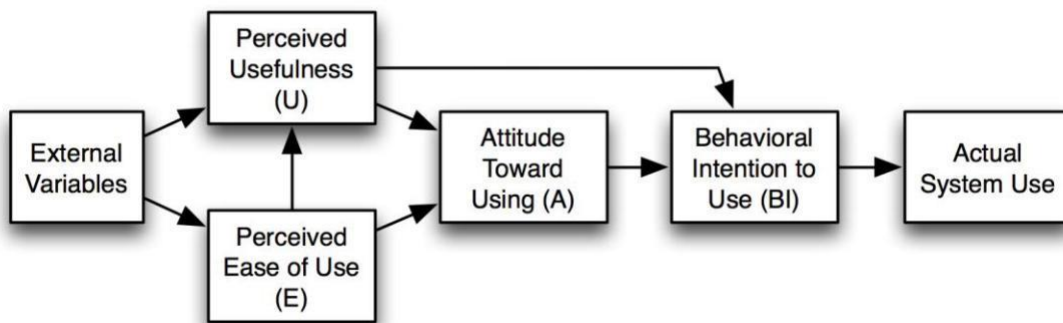 External
Variables
Perceived
Usefulness
(U)
Perceived
Ease of Use
(E)
Attitude
Toward
Using (A)
Behavioral
Intention to
Use (BI)
Actual
System Use